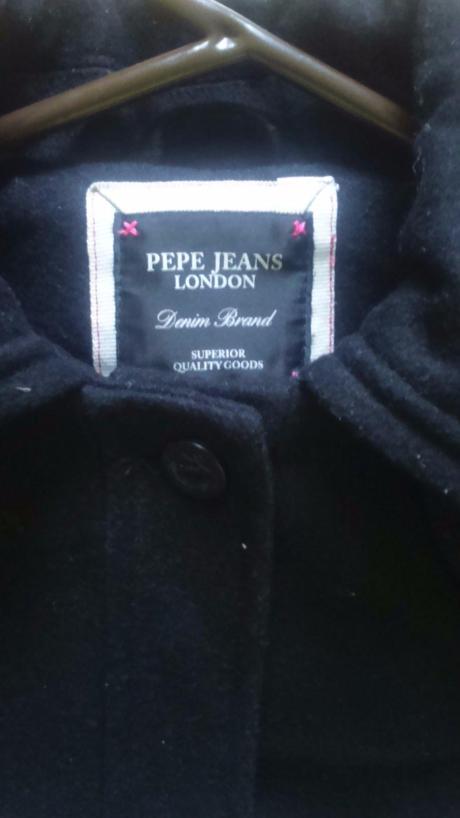 PEPE JEANS
LONDON
Denim Brand
SUPERIOR
QUALITY GOODS